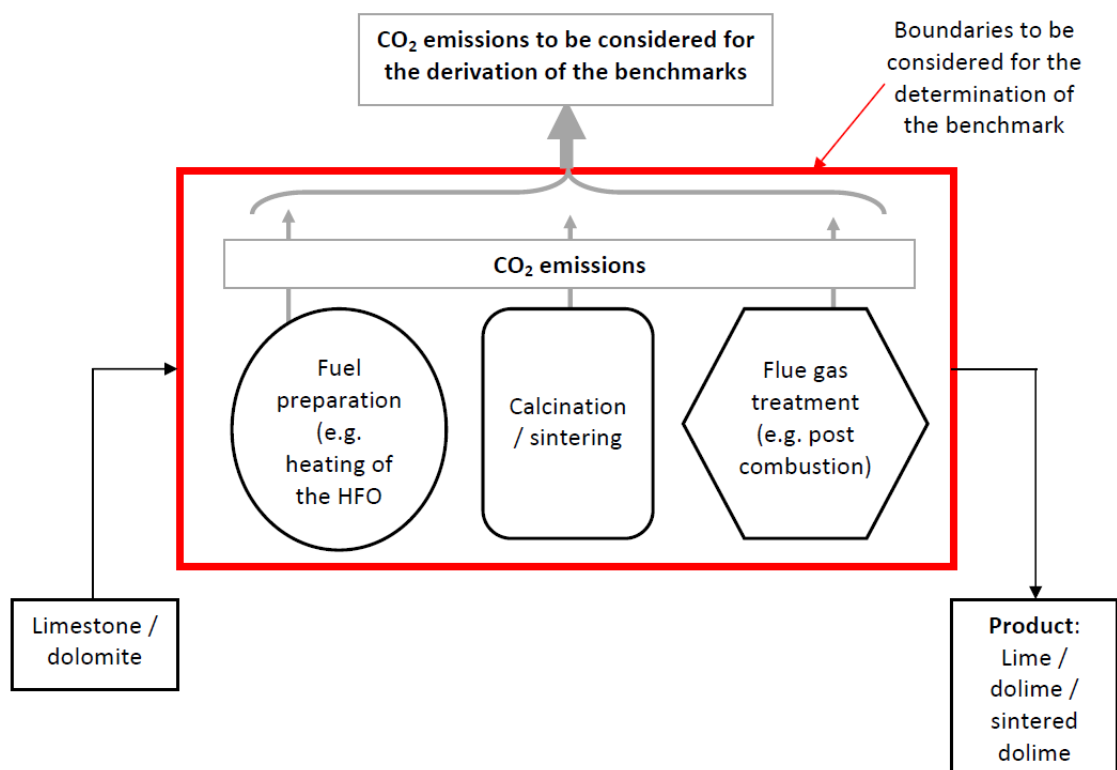 CO₂ emissions to be considered for
the derivation of the benchmarks
Boundaries to be
considered for the
determination of
the benchmark
CO₂ emissions
Fuel
preparation
(e.g.
heating of
the HFO
Calcination
/ sintering
Flue gas
treatment
(e.g. post
combustion)
Limestone /
dolomite
Product:
Lime /
dolime /
sintered
dolime